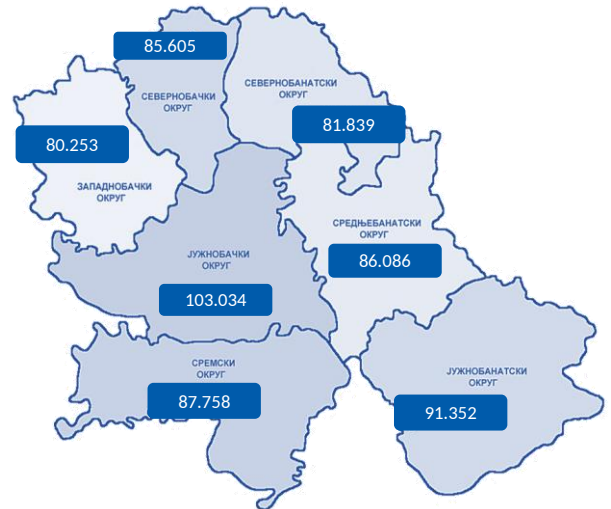 85.605
СЕВЕРНОБАЧКИ
ОКРУГ
СЕВЕРНОБАНАТСКИ
ОКРУГ
81.839
80.253
ЗАПАДНОБАЧКИ
ОКРУГ
СРЕДЊЕБАНАТСКИ
ОКРУГ
86.086
ЈУЖНОБАЧКИ
ОКРУГ
103.034
СРЕМСКИ
ОКРУГ
87.758
ЈУЖНОБАНАТСКИ
ОКРУГ
91.352